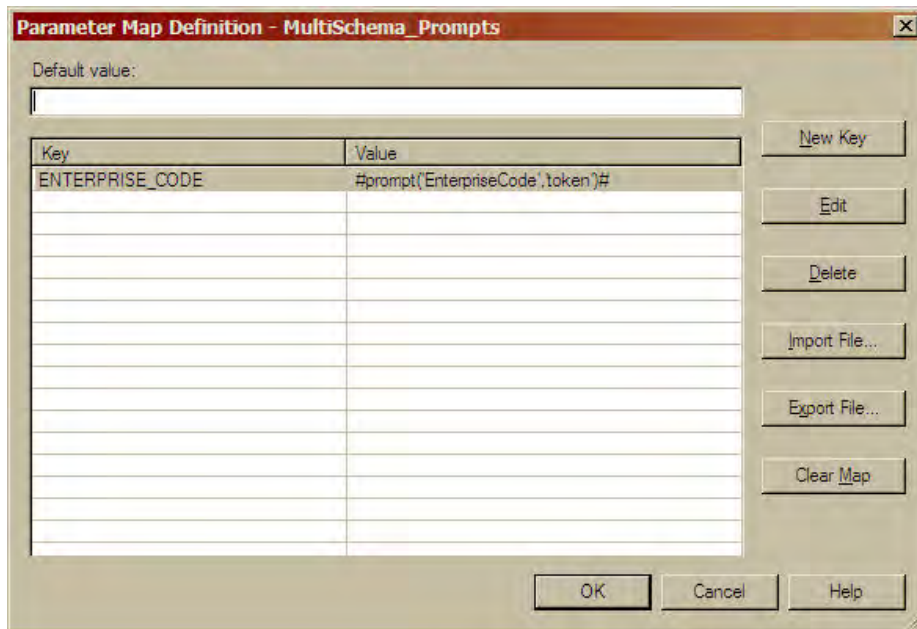 Parameter Map Definition - MultiSchema_Prompts
Default value:
Key Value
ENTERPRISE_CODE #prompt('EnterpriseCode','token')#
New Key
Edit
Delete
Import File...
Export File...
Clear Map
OK Cancel Help